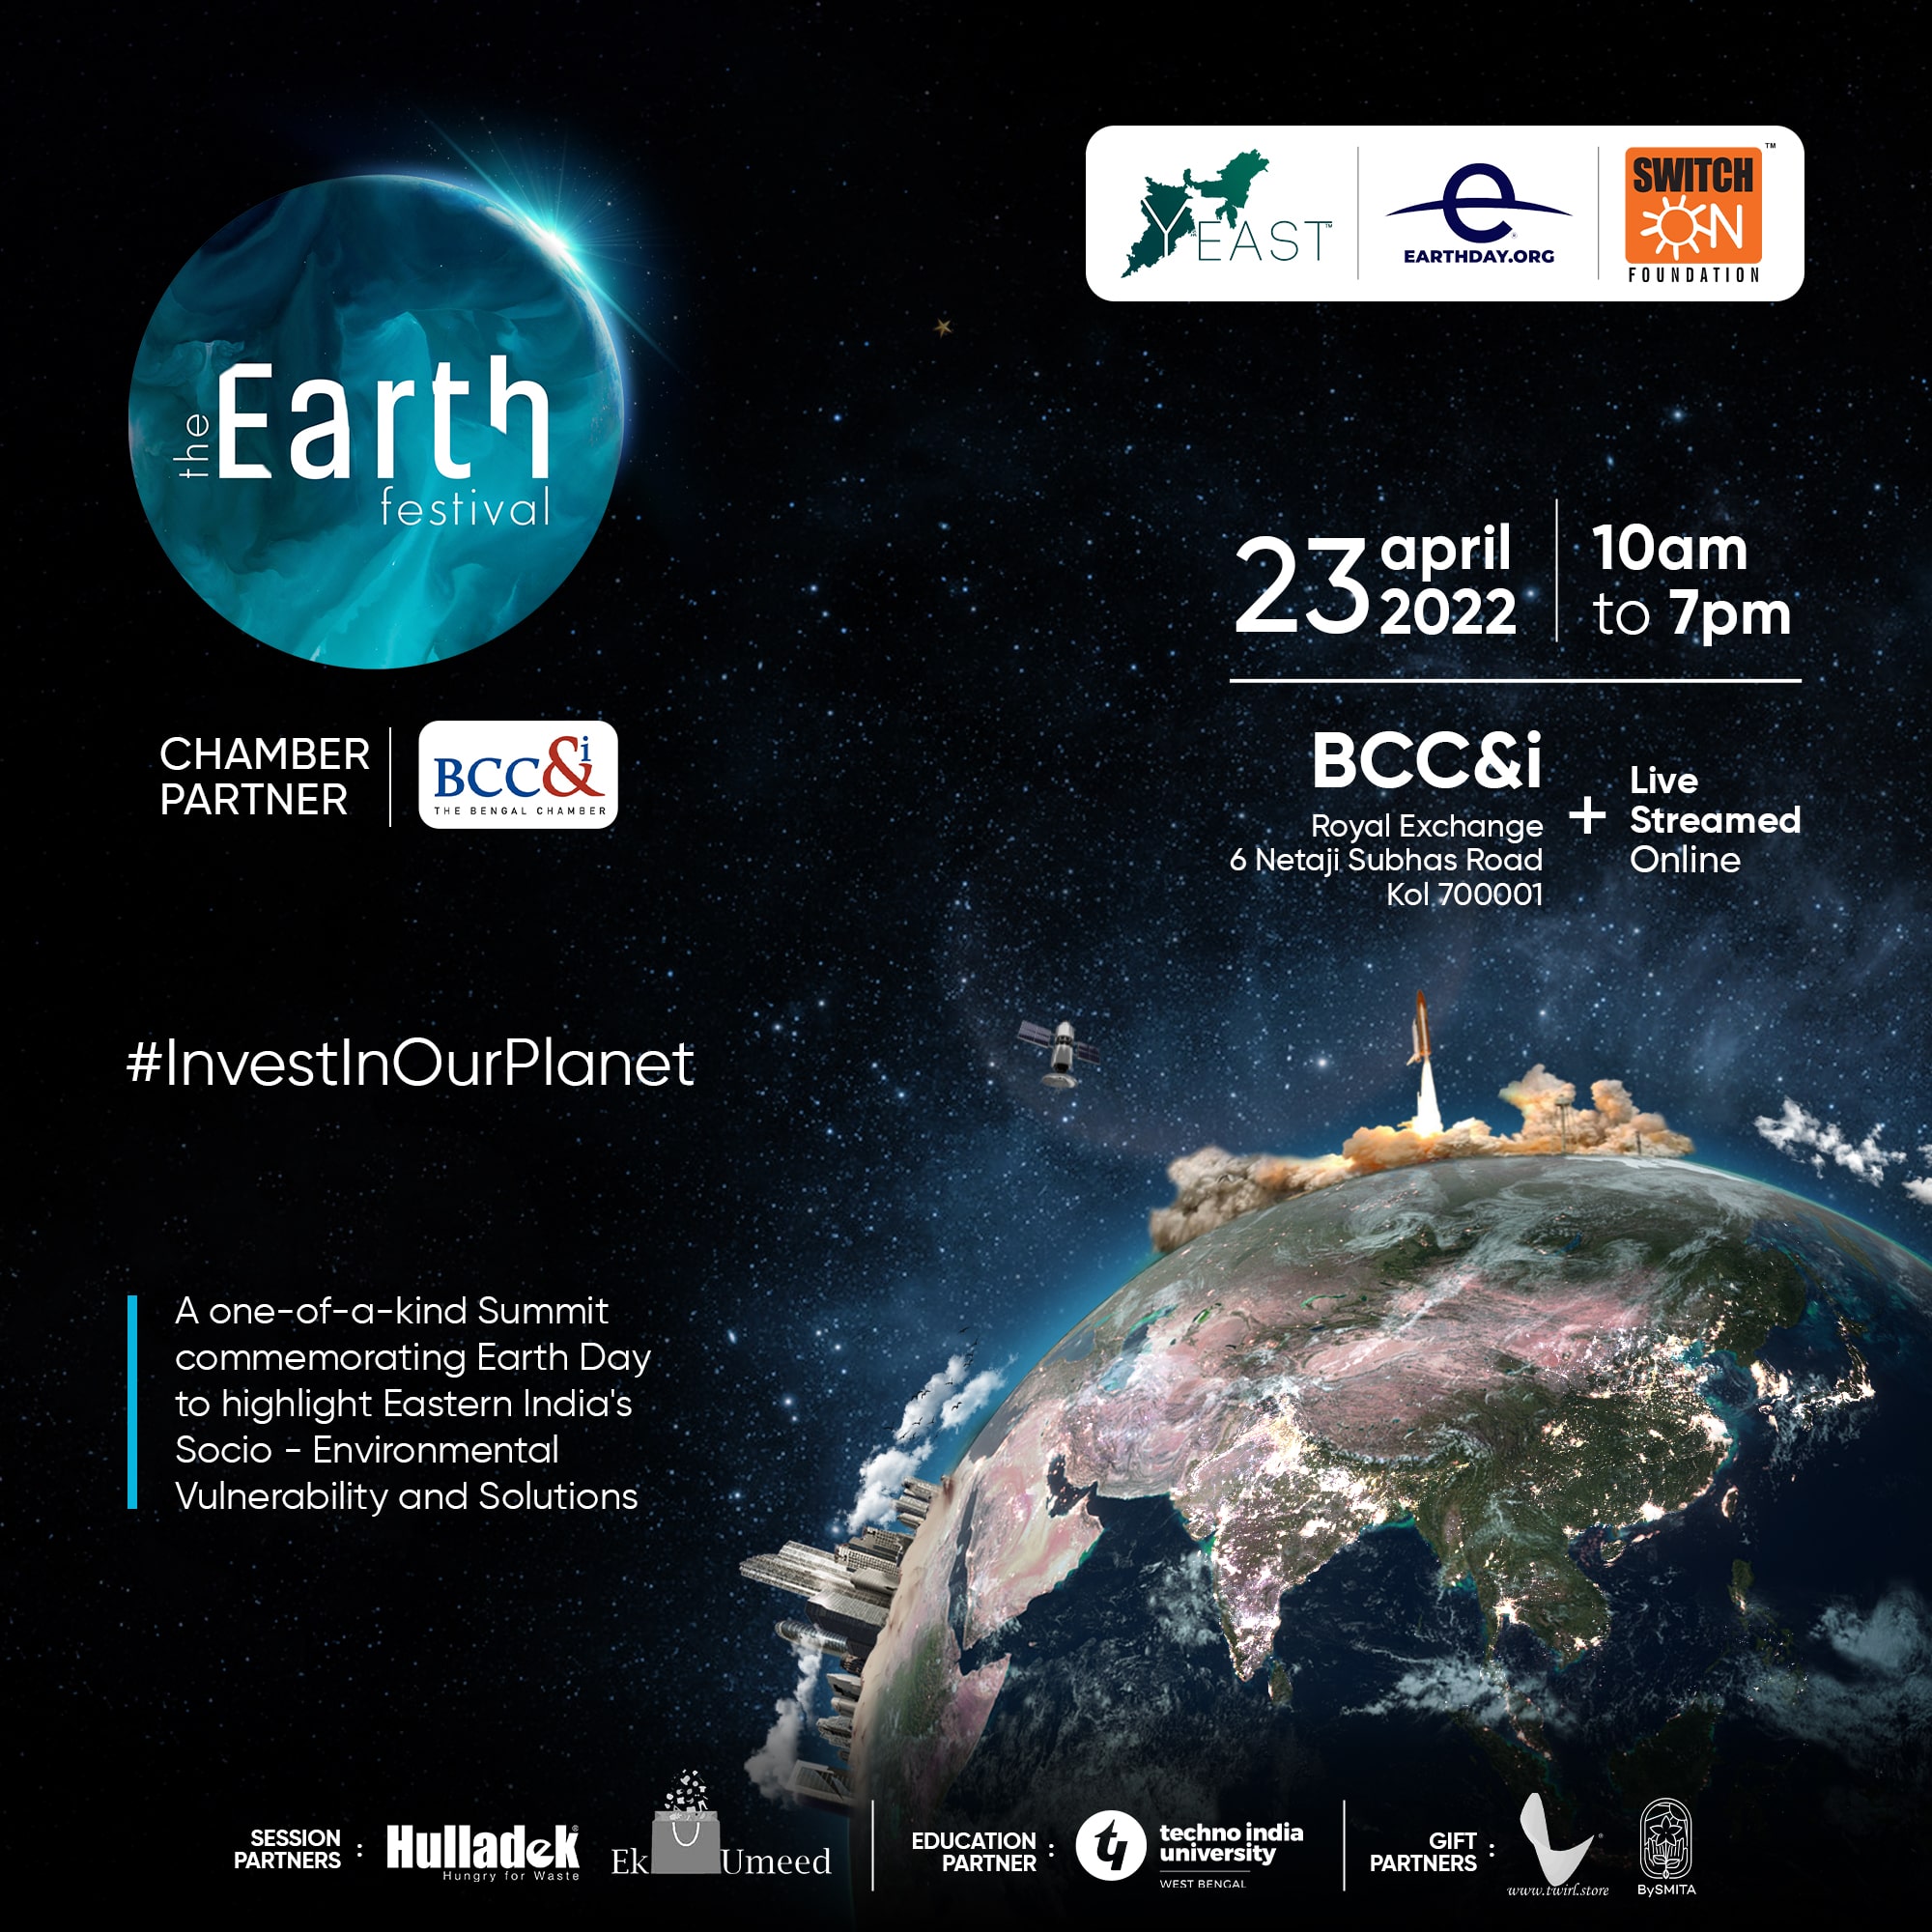 Y EAST™
EARTHDAY.ORG
SWITCH
ON
FOUNDATION
TM
the Earth
festival
23 april
2022
10am
to 7pm
CHAMBER
PARTNER
BCC&i
THE BENGAL CHAMBER
BCC&i
Royal Exchange
6 Netaji Subhas Road
Kol 700001
+
Live
Streamed
Online
#InvestInOurPlanet
A one-of-a-kind Summit
commemorating Earth Day
to highlight Eastern India's
Socio - Environmental
Vulnerability and Solutions
SESSION
PARTNERS :
Hulladek®
Hungry for Waste
Ek Umeed
EDUCATION
PARTNER :
techno india
university
WEST BENGAL
GIFT
PARTNERS :
www.twirl.store
BySMITA